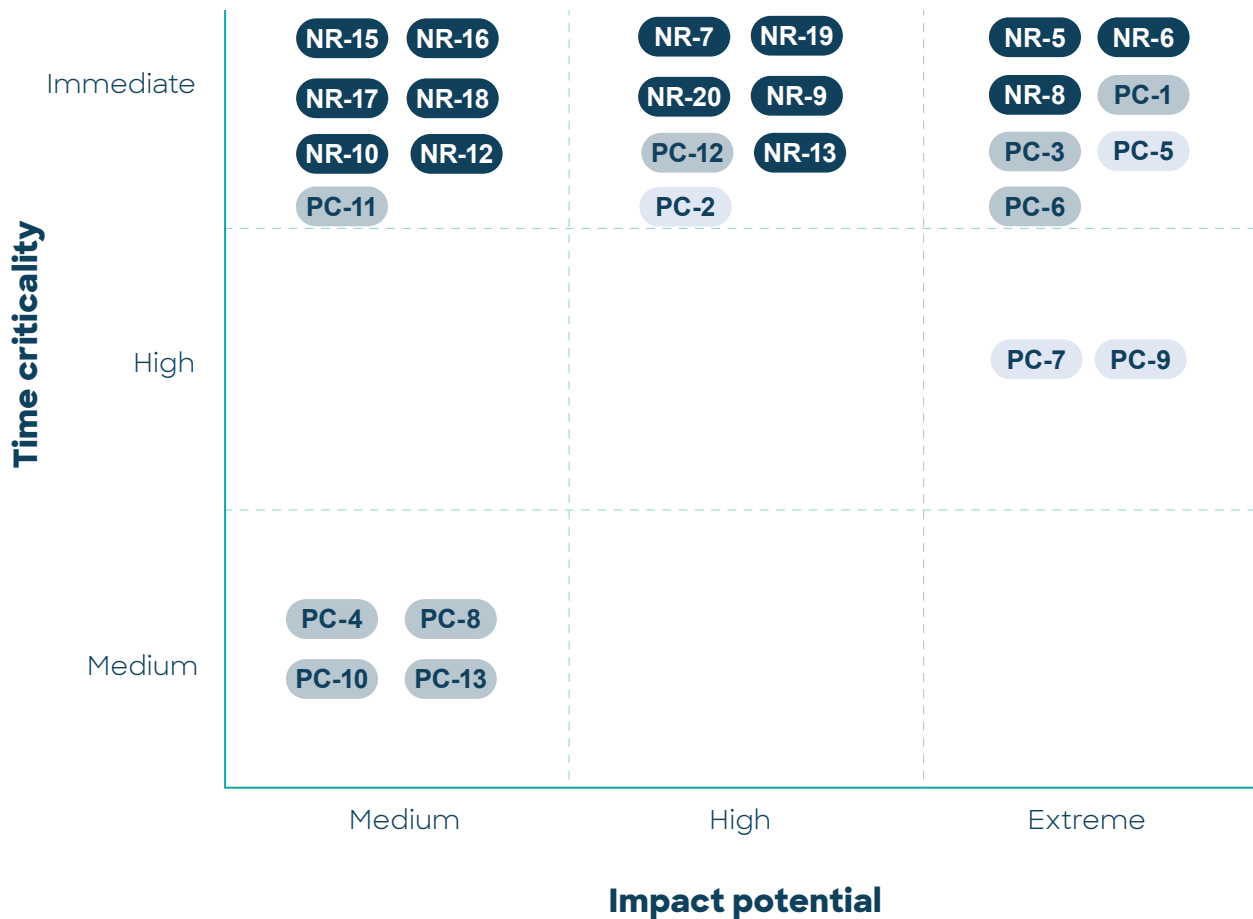 Time criticality
Immediate
NR-15 NR-16 NR-7 NR-19 NR-5 NR-6
NR-17 NR-18 NR-20 NR-9 NR-8 PC-1
NR-10 NR-12 PC-12 NR-13 PC-3 PC-5
PC-11 PC-2 PC-6
High
PC-7 PC-9
Medium
PC-4 PC-8
PC-10 PC-13
Medium High Extreme
Impact potential